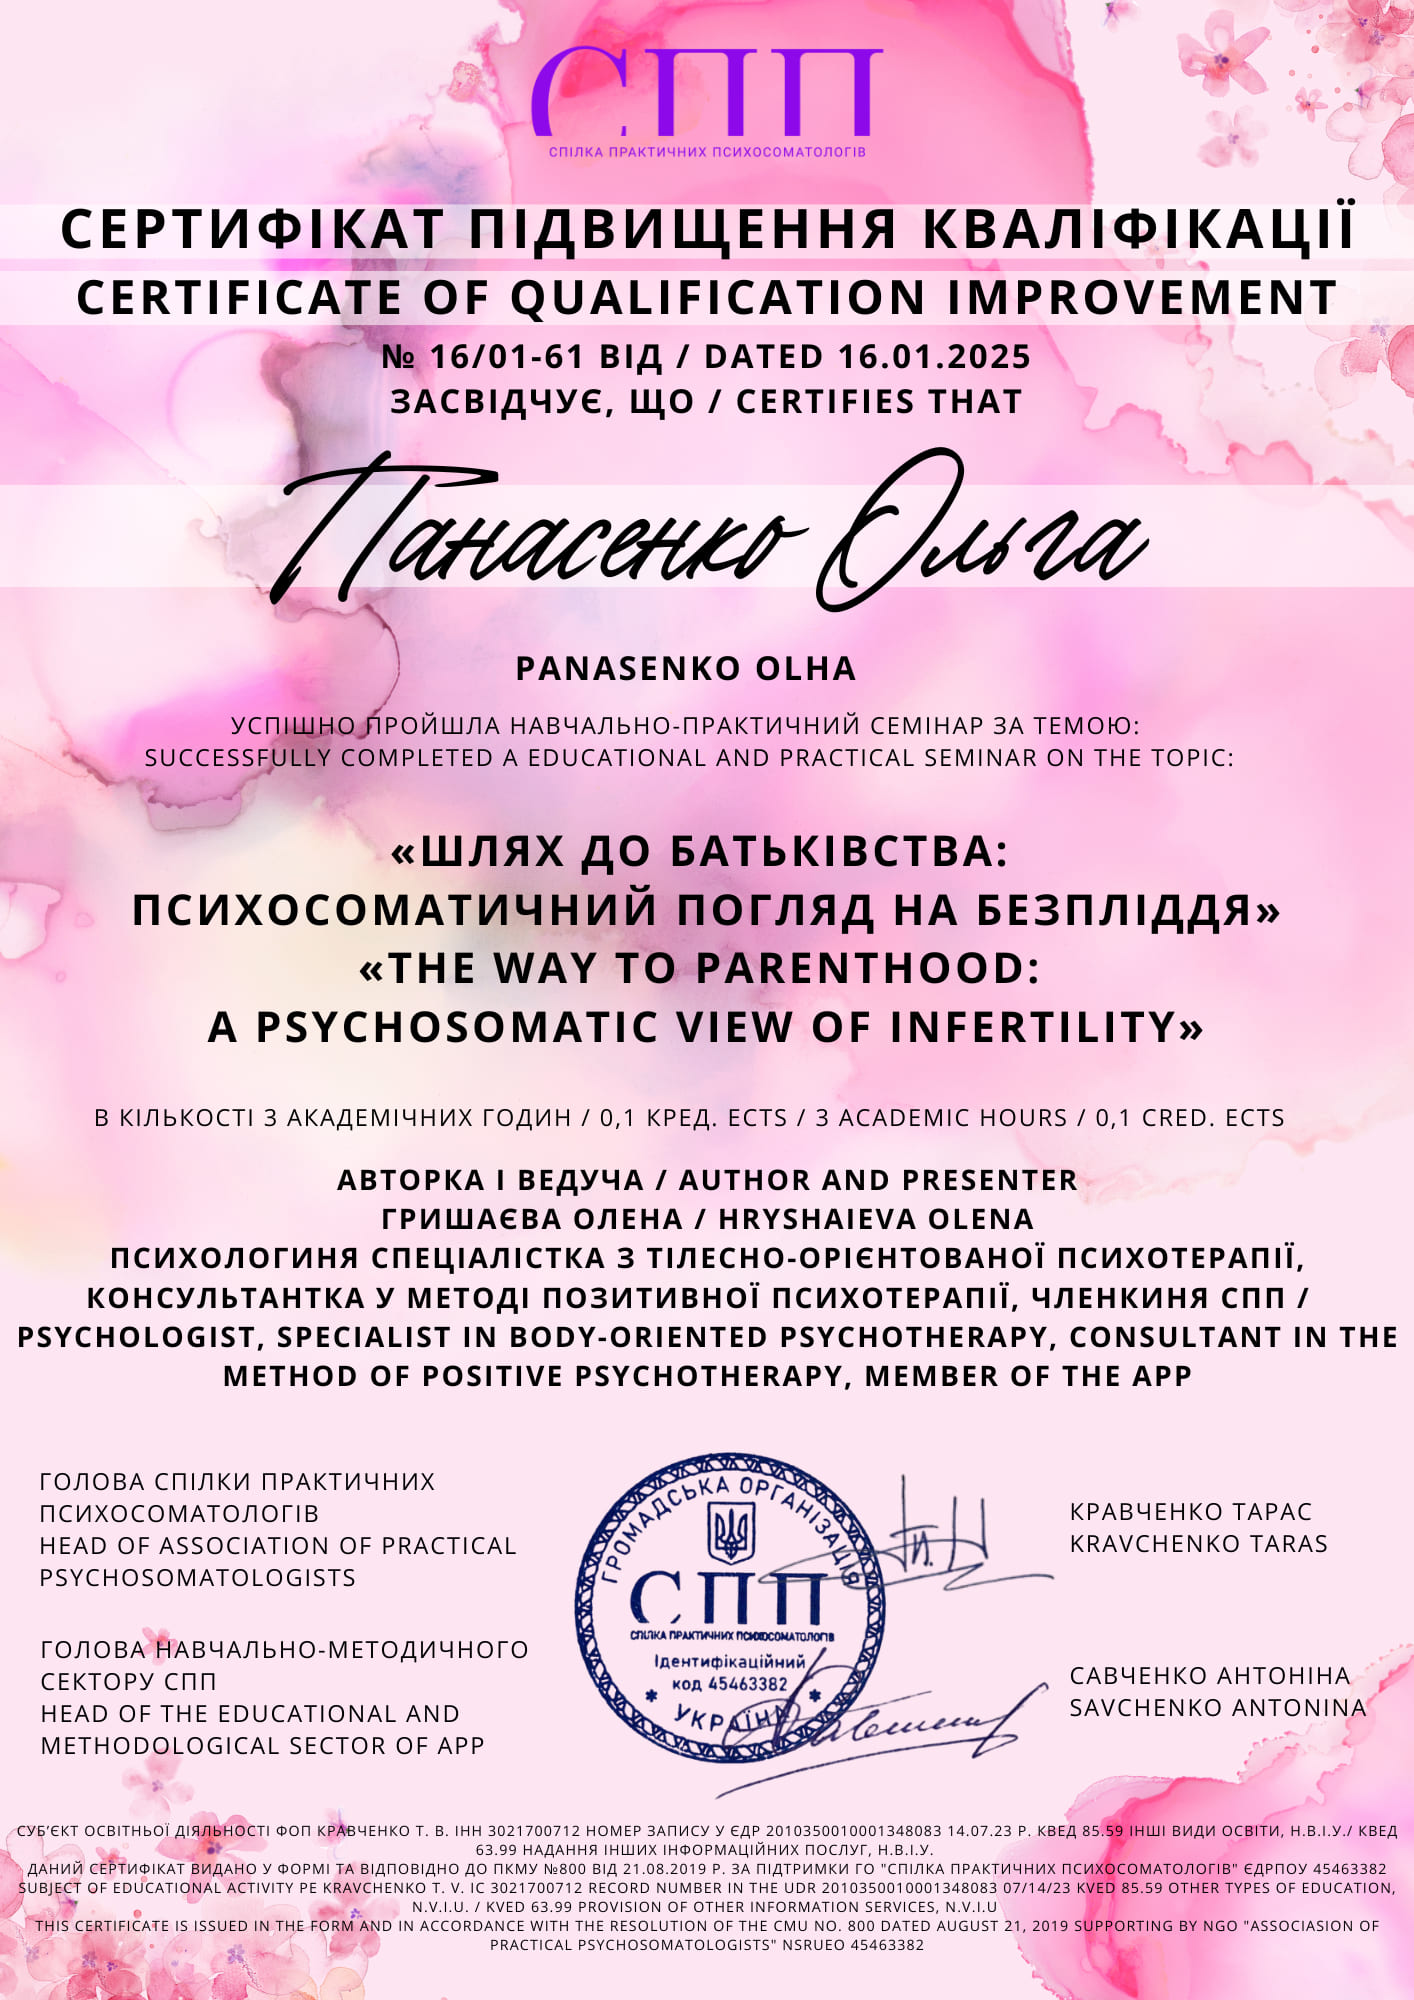 СПП
СПІЛКА ПРАКТИЧНИХ ПСИХОСОМАТОЛОГІВ
СЕРТИФІКАТ ПІДВИЩЕННЯ КВАЛІФІКАЦІЇ
CERTIFICATE OF QUALIFICATION IMPROVEMENT
№ 16/01-61 ВІД / DATED 16.01.2025
ЗАСВІДЧУЄ, ЩО / CERTIFIES THAT
Панасенко Ольга
PANASENKO OLHA
УСПІШНО ПРОЙШЛА НАВЧАЛЬНО-ПРАКТИЧНИЙ СЕМІНАР ЗА ТЕМОЮ:
SUCCESSFULLY COMPLETED A EDUCATIONAL AND PRACTICAL SEMINAR ON THE TOPIC:
«ШЛЯХ ДО БАТЬКІВСТВА:
ПСИХОСОМАТИЧНИЙ ПОГЛЯД НА БЕЗПЛІДДЯ»
«THE WAY TO PARENTHOOD:
A PSYCHOSOMATIC VIEW OF INFERTILITY»
В КІЛЬКОСТІ 3 АКАДЕМІЧНИХ ГОДИН / 0,1 КРЕД. ECTS / 3 ACADEMIC HOURS / 0,1 CRED. ECTS
АВТОРКА І ВЕДУЧА / AUTHOR AND PRESENTER
ГРИШАЄВА ОЛЕНА / HRYSHAIEVA OLENA
ПСИХОЛОГИНЯ СПЕЦІАЛІСТКА З ТІЛЕСНО-ОРІЄНТОВАНОЇ ПСИХОТЕРАПІЇ,
КОНСУЛЬТАНТКА У МЕТОДІ ПОЗИТИВНОЇ ПСИХОТЕРАПІЇ, ЧЛЕНКИНЯ СПП /
PSYCHOLOGIST, SPECIALIST IN BODY-ORIENTED PSYCHOTHERAPY, CONSULTANT IN THE
METHOD OF POSITIVE PSYCHOTHERAPY, MEMBER OF THE APP
ГОЛОВА СПІЛКИ ПРАКТИЧНИХ
ПСИХОСОМАТОЛОГІВ
HEAD OF ASSOCIATION OF PRACTICAL
PSYCHOSOMATOLOGISTS
КРАВЧЕНКО ТАРАС
KRAVCHENKO TARAS
ГРОМАДСЬКА ОРГАНІЗАЦІЯ
СПП
СПІЛКА ПРАКТИЧНИХ ПСИХОСОМАТОЛОГІВ
Ідентифікаційний
код 45463382
* УКРАЇНА *
ГОЛОВА НАВЧАЛЬНО-МЕТОДИЧНОГО
СЕКТОРУ СПП
HEAD OF THE EDUCATIONAL AND
METHODOLOGICAL SECTOR OF APP
САВЧЕНКО АНТОНІНА
SAVCHENKO ANTONINA
СУБ'ЄКТ ОСВІТНЬОЇ ДІЯЛЬНОСТІ ФОП КРАВЧЕНКО Т. В. ІНН 3021700712 НОМЕР ЗАПИСУ У ЄДР 2010350010001348083 14.07.23 Р. КВЕД 85.59 ІНШІ ВИДИ ОСВІТИ, Н.В.І.У./ КВЕД
63.99 НАДАННЯ ІНШИХ ІНФОРМАЦІЙНИХ ПОСЛУГ, Н.В.І.У.
ДАНИЙ СЕРТИФІКАТ ВИДАНО У ФОРМІ ТА ВІДПОВІДНО ДО ПКМУ №800 ВІД 21.08.2019 Р. ЗА ПІДТРИМКИ ГО "СПІЛКА ПРАКТИЧНИХ ПСИХОСОМАТОЛОГІВ" ЄДРПОУ 45463382
SUBJECT OF EDUCATIONAL ACTIVITY PE KRAVCHENKO T. V. IC 3021700712 RECORD NUMBER IN THE UDR 2010350010001348083 07/14/23 KVED 85.59 OTHER TYPES OF EDUCATION,
N.V.I.U. / KVED 63.99 PROVISION OF OTHER INFORMATION SERVICES, N.V.I.U
THIS CERTIFICATE IS ISSUED IN THE FORM AND IN ACCORDANCE WITH THE RESOLUTION OF THE CMU NO. 800 DATED AUGUST 21, 2019 SUPPORTING BY NGO "ASSOCIASION OF
PRACTICAL PSYCHOSOMATOLOGISTS" NSRUEO 45463382